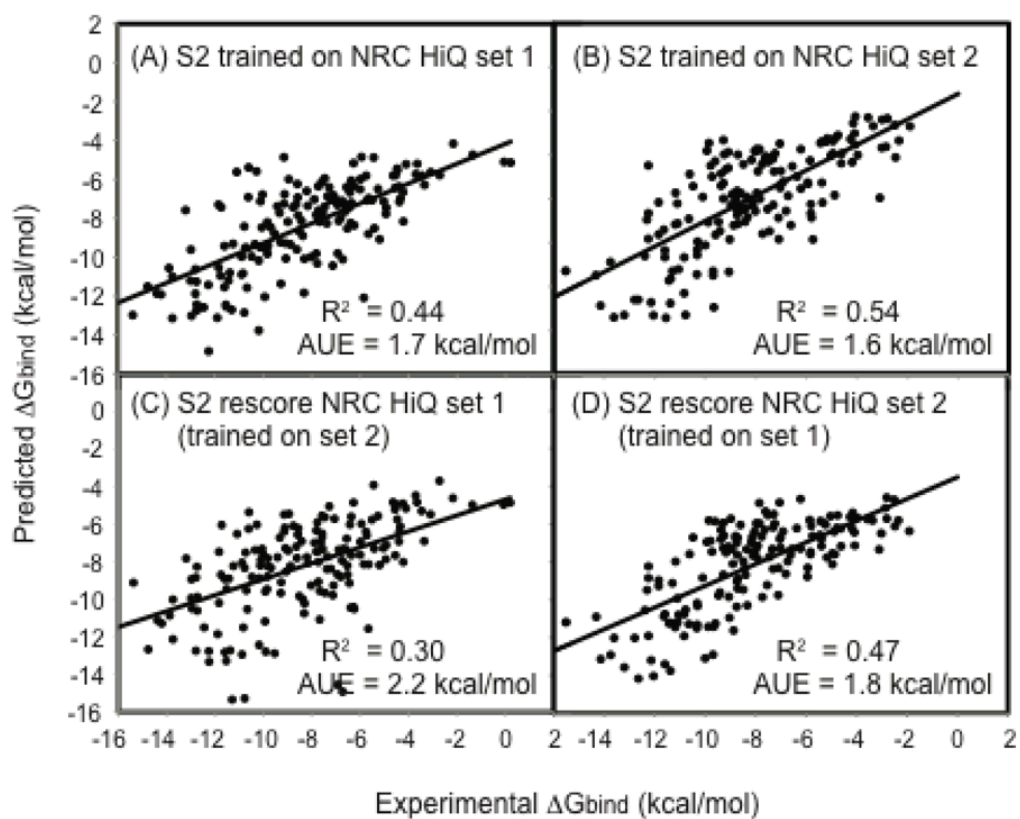 Predicted ΔGbind (kcal/mol)
2
0
-2
-4
-6
-8
-10
-12
-14
-16
(A) S2 trained on NRC HiQ set 1
R² = 0.44
AUE = 1.7 kcal/mol
(B) S2 trained on NRC HiQ set 2
R² = 0.54
AUE = 1.6 kcal/mol
0
-2
-4
-6
-8
-10
-12
-14
-16
(C) S2 rescore NRC HiQ set 1
(trained on set 2)
R² = 0.30
AUE = 2.2 kcal/mol
(D) S2 rescore NRC HiQ set 2
(trained on set 1)
R² = 0.47
AUE = 1.8 kcal/mol
-16 -14 -12 -10 -8 -6 -4 -2 0 2 -14 -12 -10 -8 -6 -4 -2 0 2
Experimental ΔGbind (kcal/mol)